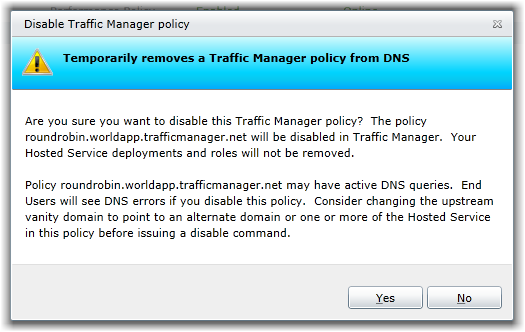 Disable Traffic Manager policy
Temporarily removes a Traffic Manager policy from DNS
Are you sure you want to disable this Traffic Manager policy?  The policy
roundrobin.worldapp.trafficmanager.net will be disabled in Traffic Manager.  Your
Hosted Service deployments and roles will not be removed.
Policy roundrobin.worldapp.trafficmanager.net may have active DNS queries.  End
Users will see DNS errors if you disable this policy.  Consider changing the upstream
vanity domain to point to an alternate domain or one or more of the Hosted Service
in this policy before issuing a disable command.
Yes
No